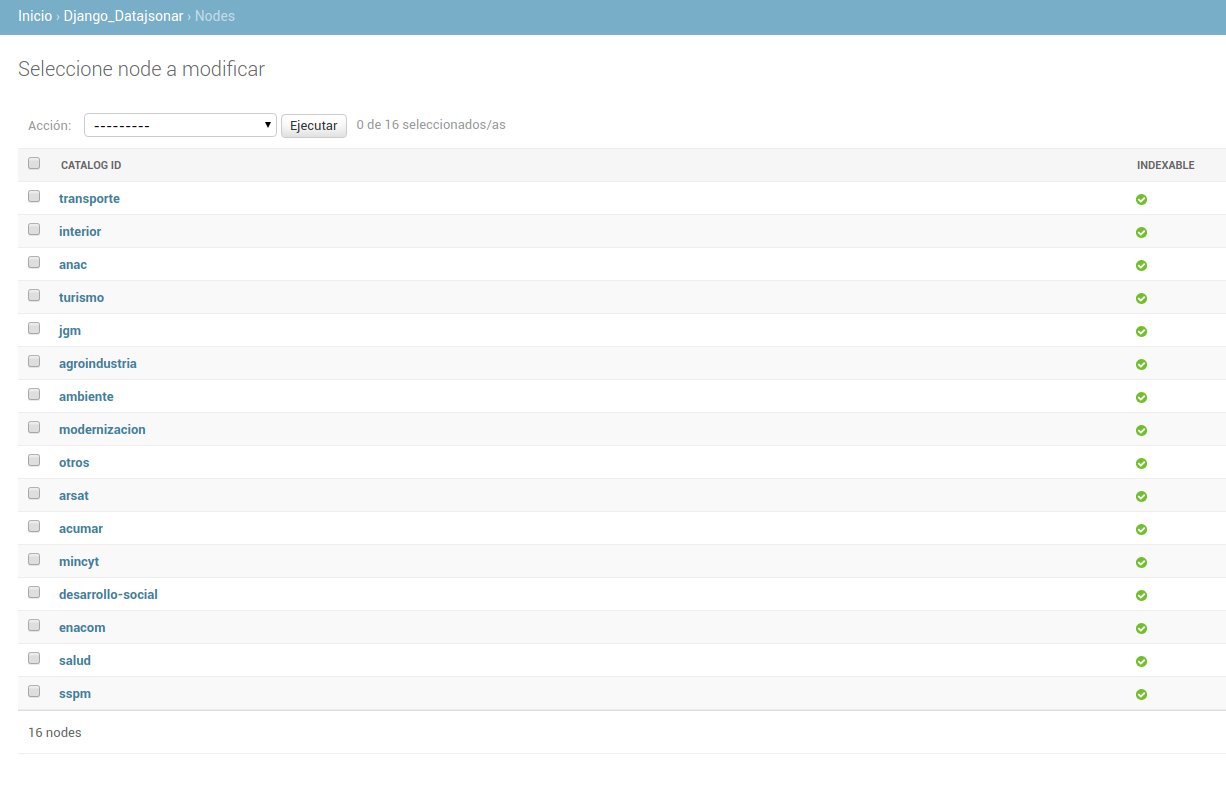 Inicio › Django_Datajsonar › Nodes
Seleccione node a modificar
Acción: --------- Ejecutar 0 de 16 seleccionados/as
CATALOG ID INDEXABLE
transporte
interior
anac
turismo
jgm
agroindustria
ambiente
modernizacion
otros
arsat
acumar
mincyt
desarrollo-social
enacom
salud
sspm
16 nodes